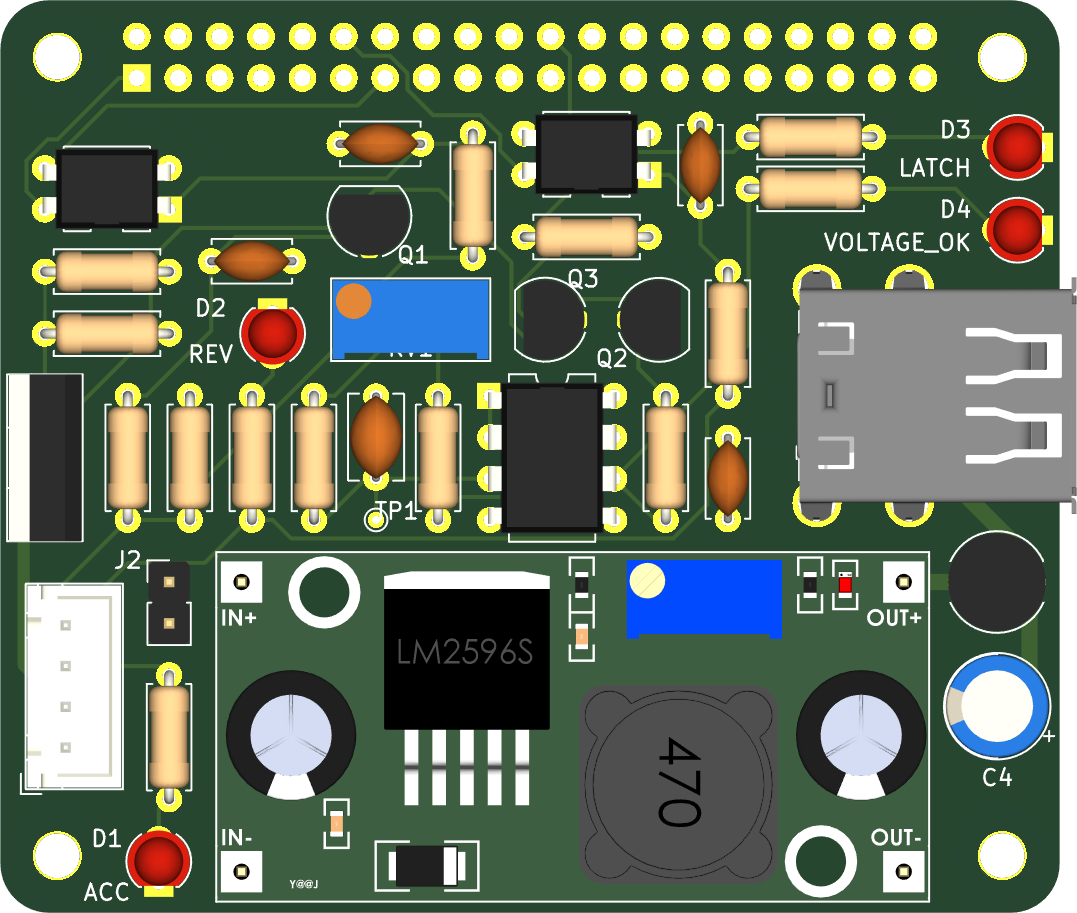 D3
LATCH
D4
VOLTAGE_OK
Q1
Q3
D2
REV
RV1
Q2
TP1
J2
IN+
OUT+
LM2596S
470
+
C4
D1
IN-
OUT-
ACC
Y@@J